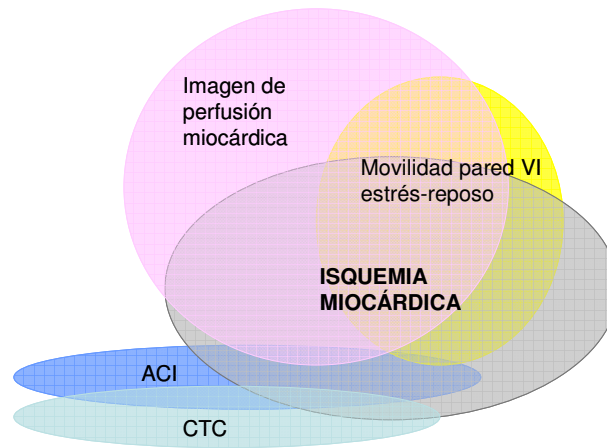 Imagen de
perfusión
miocárdica
Movilidad pared VI
estrés-reposo
ISQUEMIA
MIOCÁRDICA
ACI
CTC